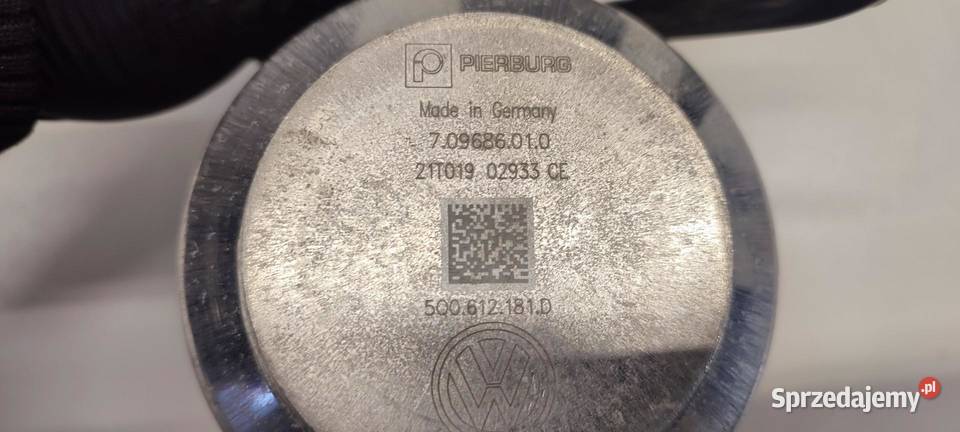 PIERBURG
Made in Germany
7.09686.01.0
21T019 02933 CE
5Q0.612.181.D
Sprzedajemy.pl